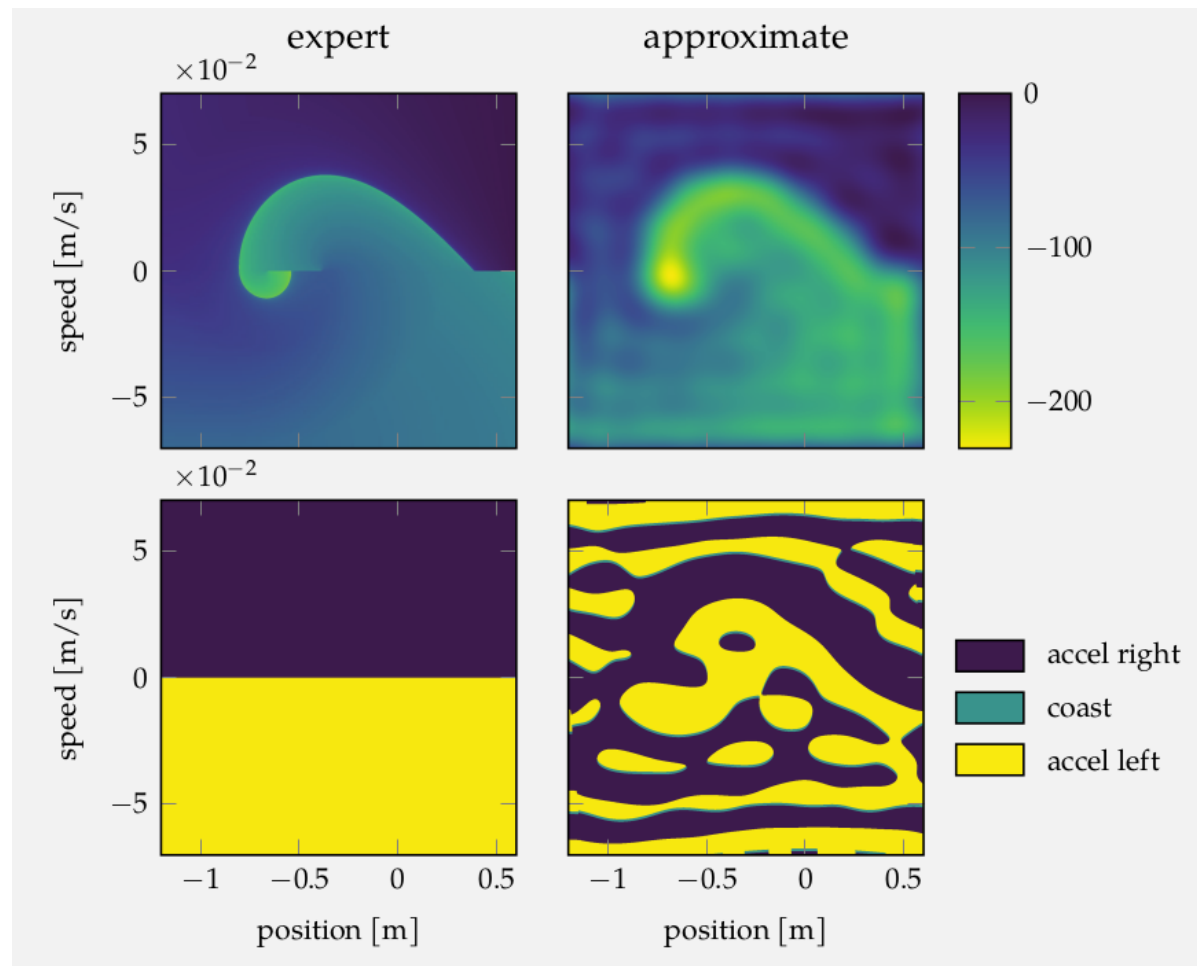 expert
approximate
×10−2
5
0
−5
speed [m/s]
0
−100
−200
×10−2
5
0
−5
speed [m/s]
−1
−0.5
0
0.5
position [m]
−1
−0.5
0
0.5
position [m]
accel right
coast
accel left